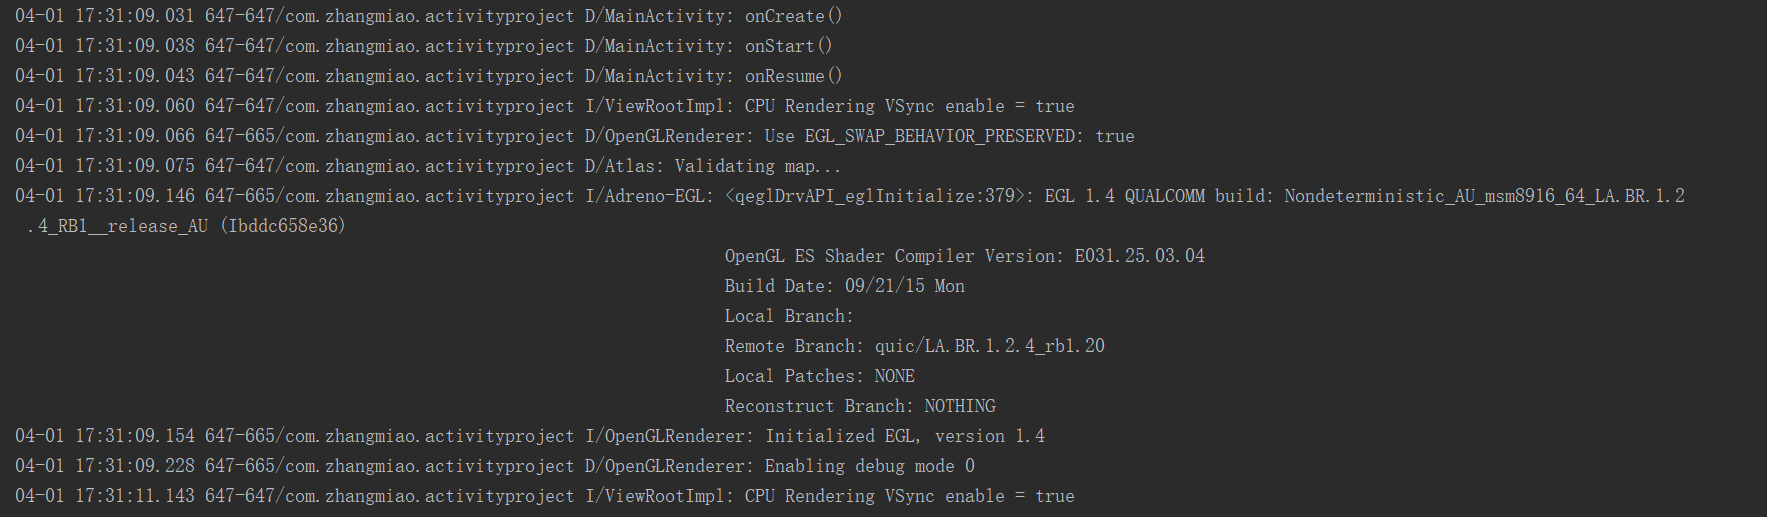 04-01 17:31:09.031 647-647/com.zhangmiao.activityproject D/MainActivity: onCreate()
04-01 17:31:09.038 647-647/com.zhangmiao.activityproject D/MainActivity: onStart()
04-01 17:31:09.043 647-647/com.zhangmiao.activityproject D/MainActivity: onResume()
04-01 17:31:09.060 647-647/com.zhangmiao.activityproject I/ViewRootImpl: CPU Rendering VSync enable = true
04-01 17:31:09.066 647-665/com.zhangmiao.activityproject D/OpenGLRenderer: Use EGL_SWAP_BEHAVIOR_PRESERVED: true
04-01 17:31:09.075 647-647/com.zhangmiao.activityproject D/Atlas: Validating map...
04-01 17:31:09.146 647-665/com.zhangmiao.activityproject I/Adreno-EGL: <qeglDrvAPI_eglInitialize:379>: EGL 1.4 QUALCOMM build: Nondeterministic_AU_msm8916_64_LA.BR.1.2
.4_RB1__release_AU (Ibddc658e36)
OpenGL ES Shader Compiler Version: E031.25.03.04
Build Date: 09/21/15 Mon
Local Branch:
Remote Branch: quic/LA.BR.1.2.4_rb1.20
Local Patches: NONE
Reconstruct Branch: NOTHING
04-01 17:31:09.154 647-665/com.zhangmiao.activityproject I/OpenGLRenderer: Initialized EGL, version 1.4
04-01 17:31:09.228 647-665/com.zhangmiao.activityproject D/OpenGLRenderer: Enabling debug mode 0
04-01 17:31:11.143 647-647/com.zhangmiao.activityproject I/ViewRootImpl: CPU Rendering VSync enable = true